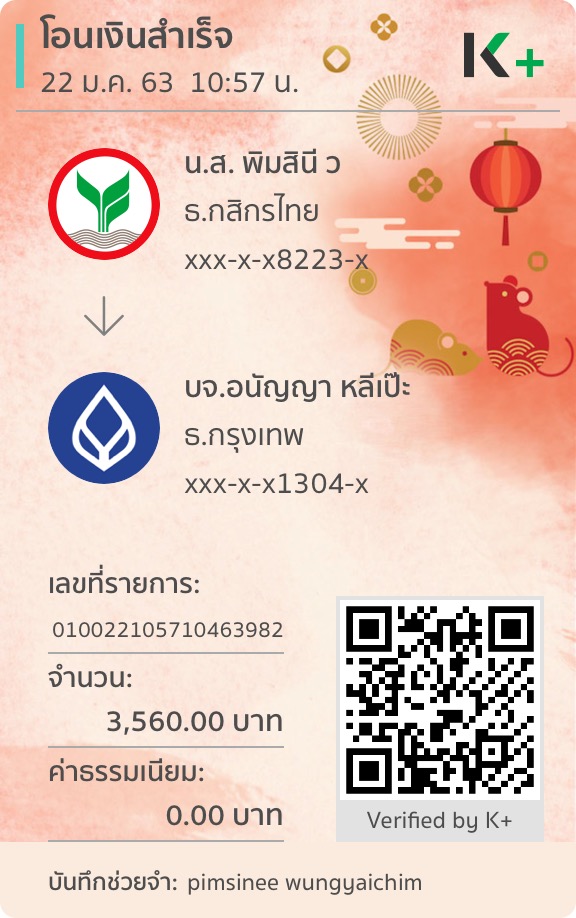 โอนเงินสำเร็จ
22 ม.ค. 63 10:57 น.
K+
น.ส. พิมสินี ว
ธ.กสิกรไทย
xxx-x-x8223-x
บจ.อนัญญา หลีเป๊ะ
ธ.กรุงเทพ
xxx-x-x1304-x
เลขที่รายการ:
010022105710463982
จำนวน:
3,560.00 บาท
ค่าธรรมเนียม:
0.00 บาท
Verified by K+
บันทึกช่วยจำ: pimsinee wungyaichim